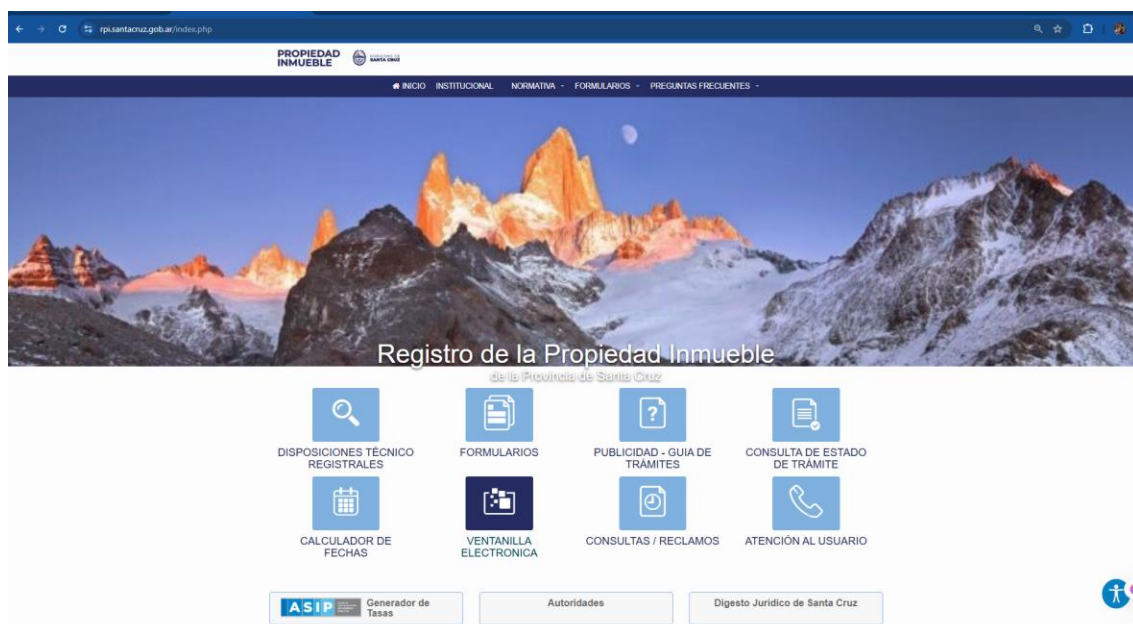 rpi.santacruz.gob.ar/index.php
PROPIEDAD
INMUEBLE
SANTA CRUZ
INICIO INSTITUCIONAL NORMATIVA FORMULARIOS PREGUNTAS FRECUENTES
Registro de la Propiedad Inmueble
de la Provincia de Santa Cruz
DISPOSICIONES TÉCNICO
REGISTRALES
FORMULARIOS
PUBLICIDAD - GUIA DE
TRÁMITES
CONSULTA DE ESTADO
DE TRÁMITE
CALCULADOR DE
FECHAS
VENTANILLA
ELECTRONICA
CONSULTAS / RECLAMOS
ATENCIÓN AL USUARIO
ASIP
Generador de
Tasas
Autoridades
Digesto Juridico de Santa Cruz